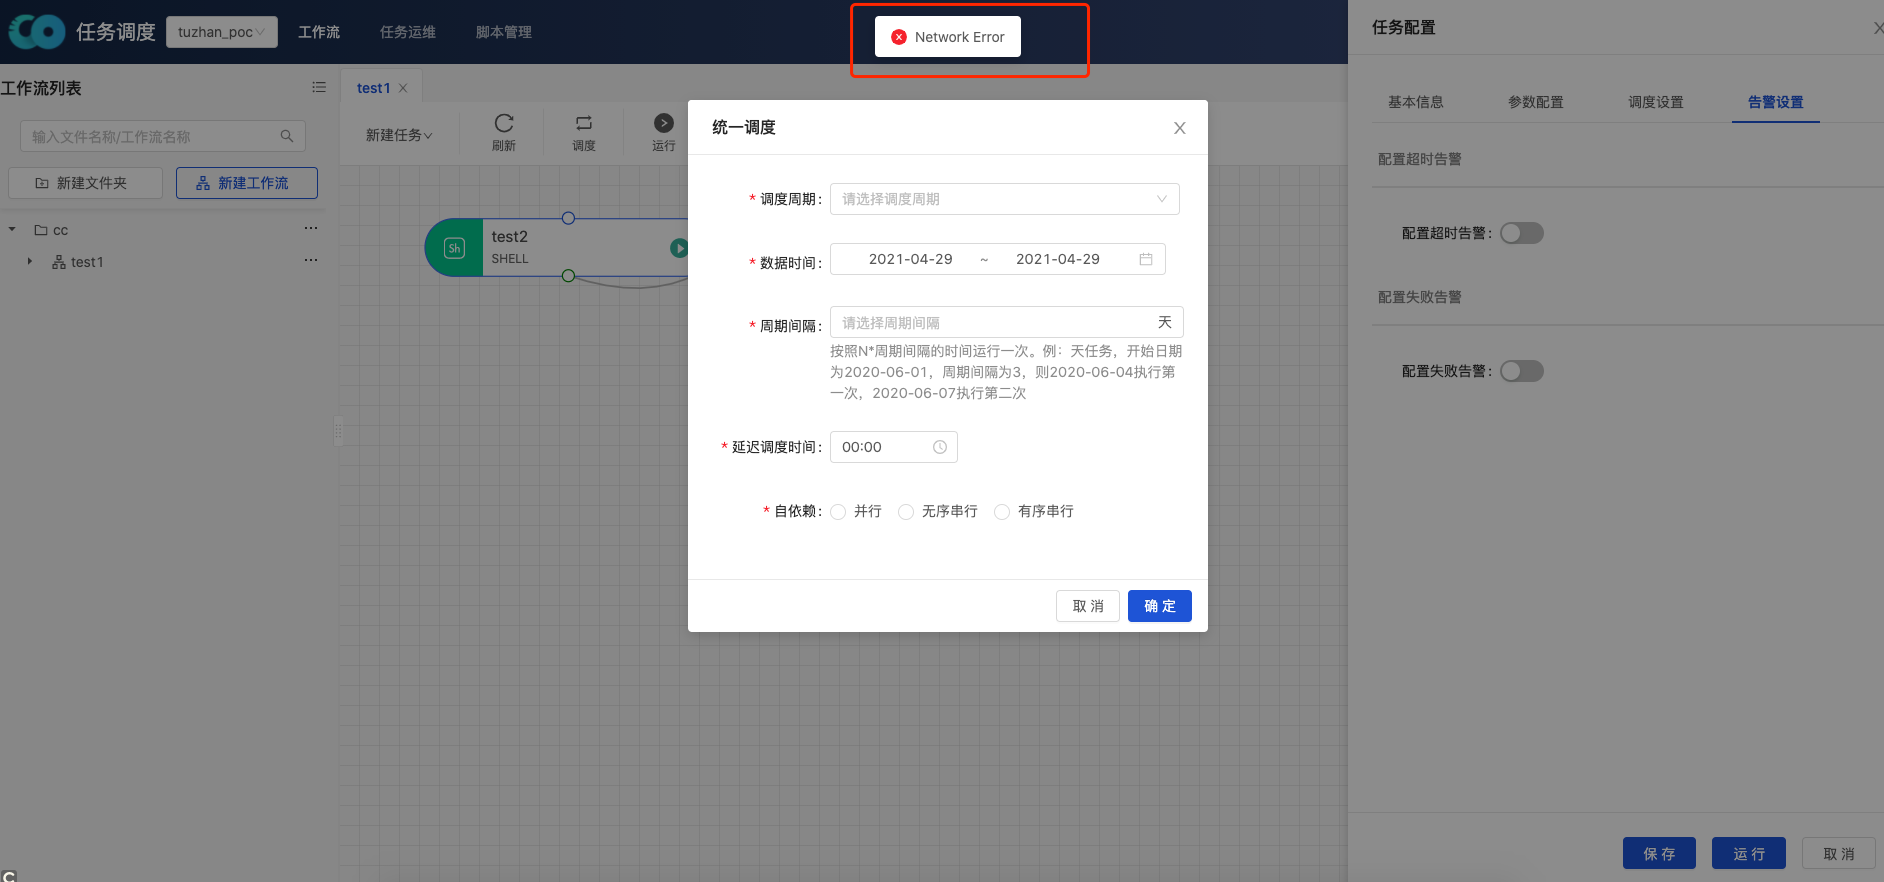 任务调度
tuzhan_poc
工作流
任务运维
脚本管理
Network Error
工作流列表
输入文件名称/工作流名称
新建文件夹
新建工作流
cc
test1
test1
新建任务
刷新
调度
运行
Sh
test2
SHELL
统一调度
* 调度周期：
请选择调度周期
* 数据时间：
2021-04-29 ~ 2021-04-29
* 周期间隔：
请选择周期间隔
天
按照N*周期间隔的时间运行一次。例：天任务，开始日期
为2020-06-01，周期间隔为3，则2020-06-04执行第
一次，2020-06-07执行第二次
* 延迟调度时间：
00:00
* 自依赖：
并行
无序串行
有序串行
取 消
确 定
任务配置
基本信息
参数配置
调度设置
告警设置
配置超时告警
配置超时告警：
配置失败告警
配置失败告警：
保 存
运 行
取 消